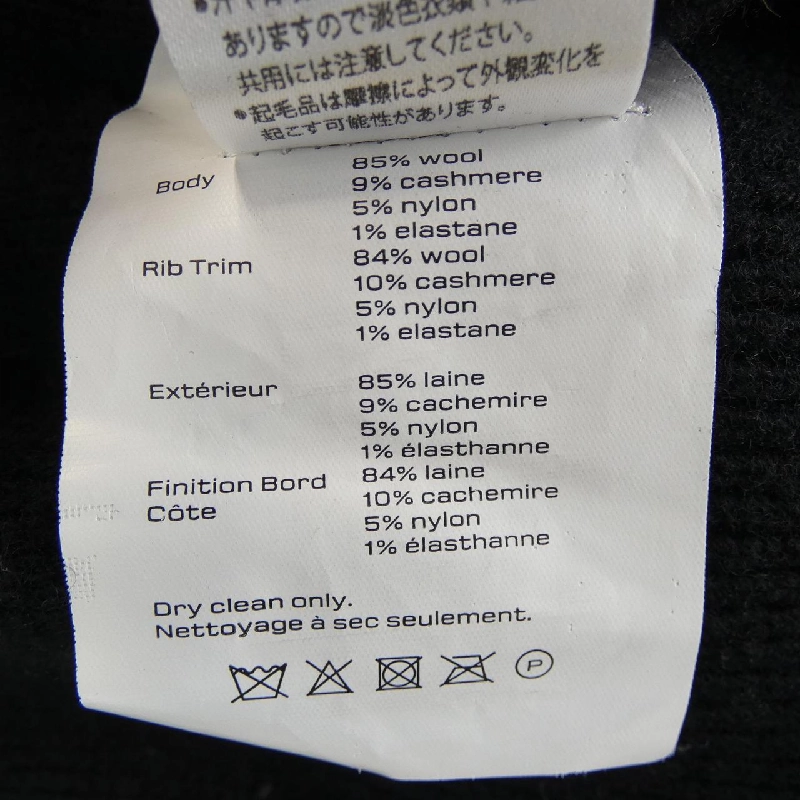 ありますので淡色衣類
共用には注意してください。
●起毛品は摩擦によって外観変化を
起こす可能性があります。
Body 85% wool
9% cashmere
5% nylon
1% elastane
Rib Trim 84% wool
10% cashmere
5% nylon
1% elastane
Extérieur 85% laine
9% cachemire
5% nylon
1% élasthanne
Finition Bord Côte 84% laine
10% cachemire
5% nylon
1% élasthanne
Dry clean only.
Nettoyage à sec seulement.
P